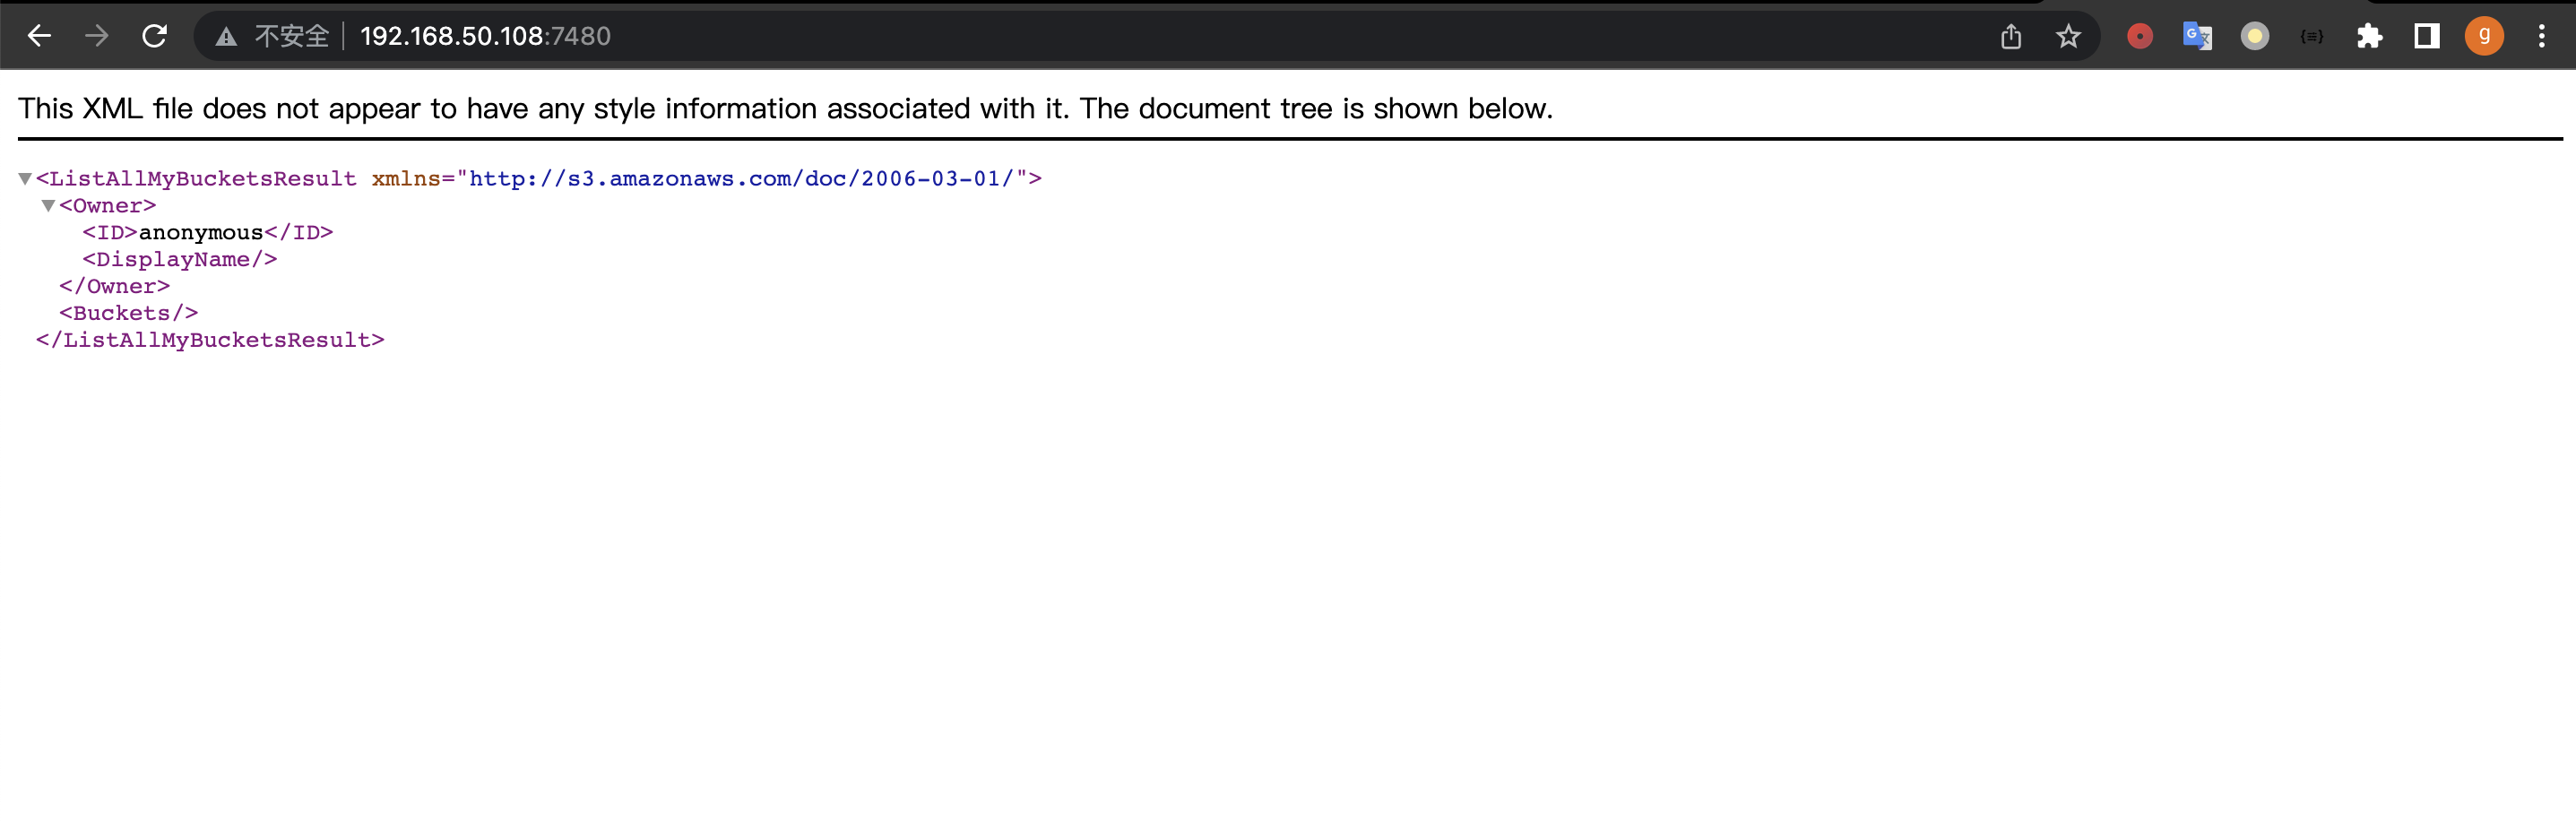 不安全 192.168.50.108:7480 G 文 {≡} g
This XML file does not appear to have any style information associated with it. The document tree is shown below.
▼<ListAllMyBucketsResult xmlns="http://s3.amazonaws.com/doc/2006-03-01/">
▼<Owner>
<ID>anonymous</ID>
<DisplayName/>
</Owner>
<Buckets/>
</ListAllMyBucketsResult>